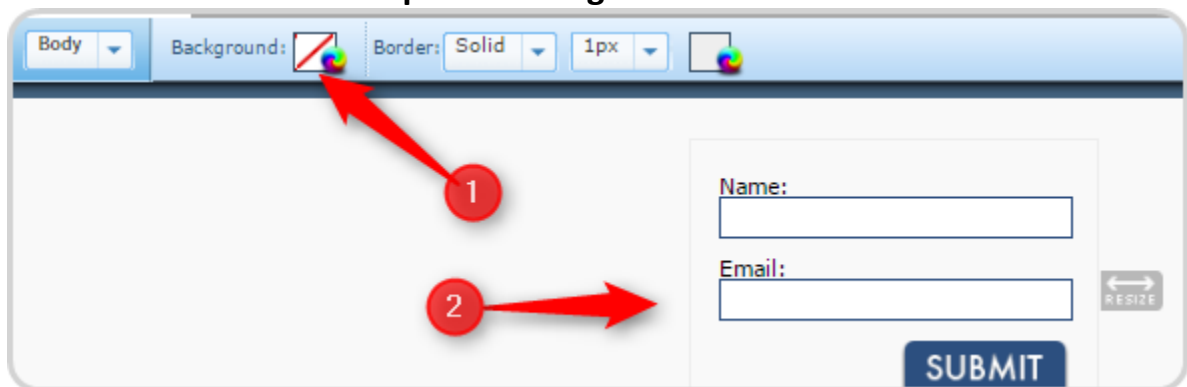 Body Background: Border: Solid 1px
1
Name:
Email:
2
RESIZE
SUBMIT